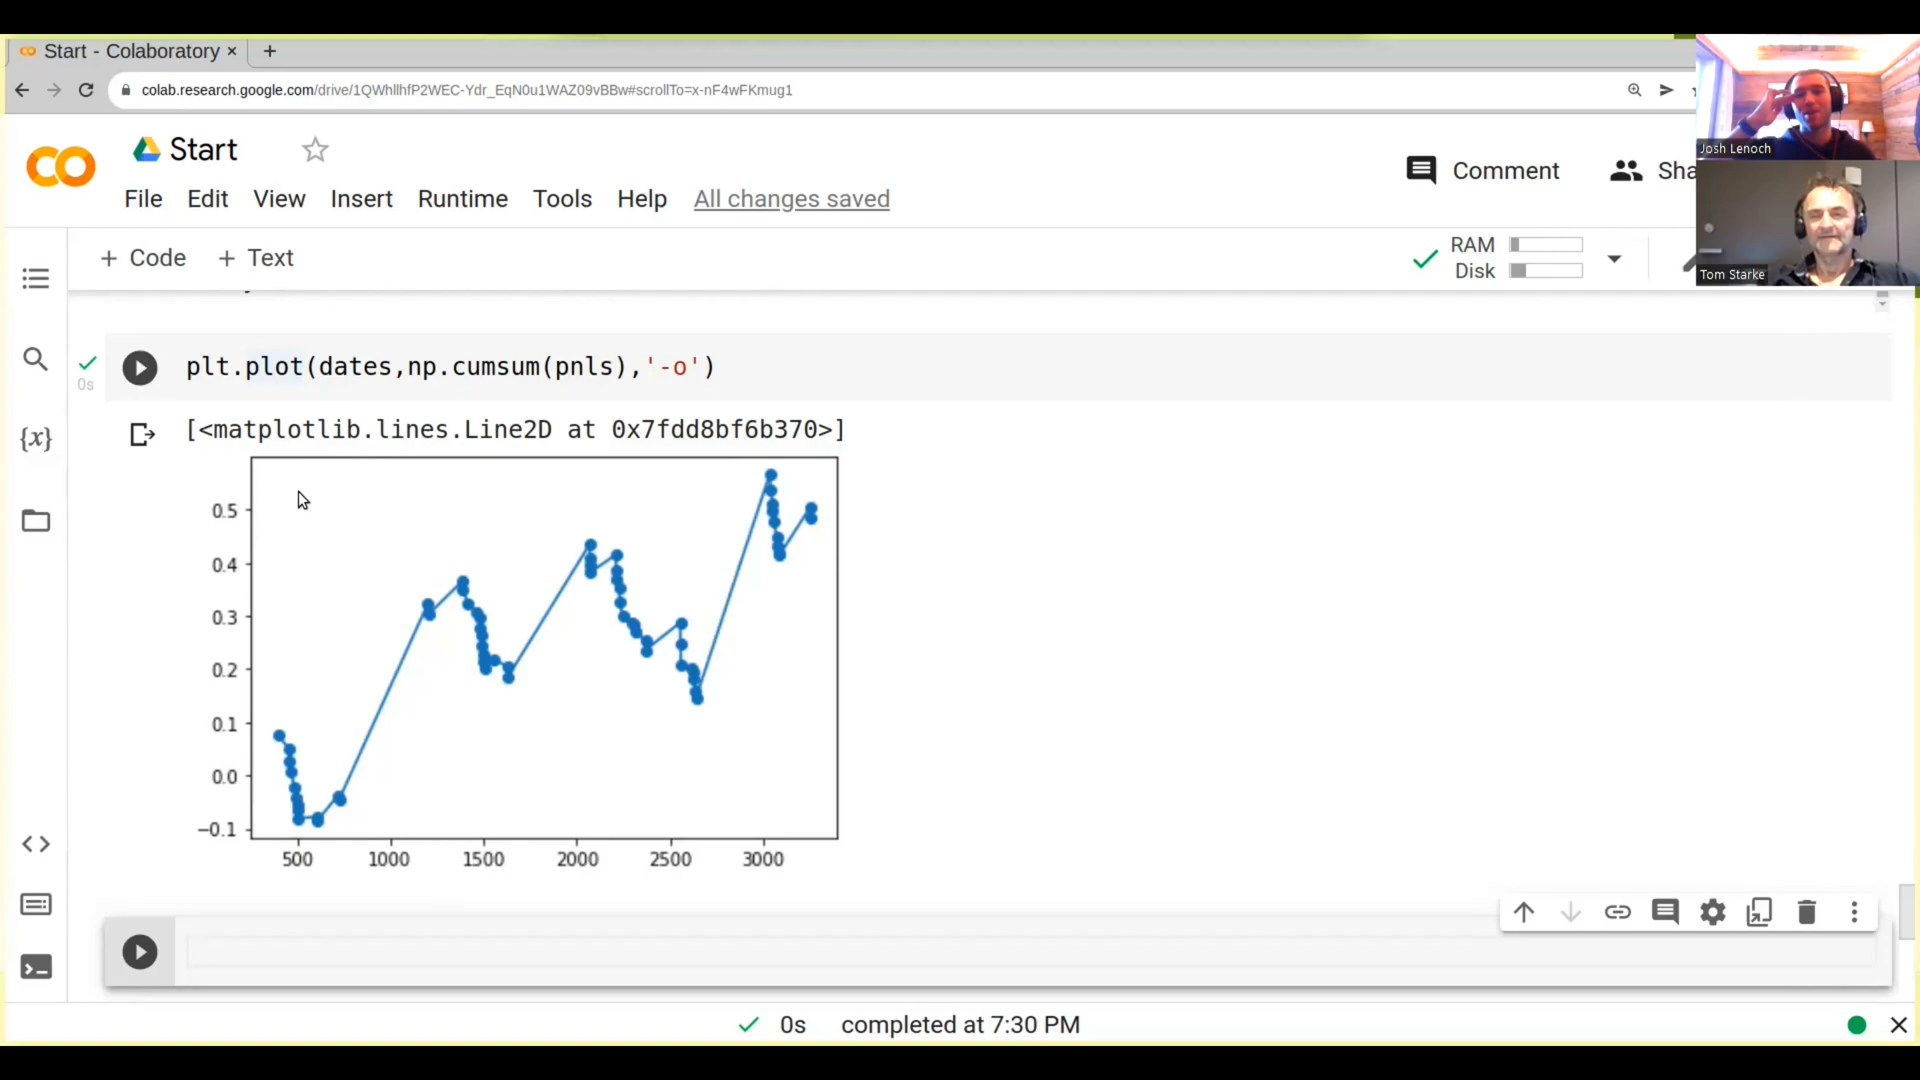 Start - Colaboratory
colab.research.google.com/drive/1QWhllhfP2WEC-Ydr_EqN0u1WAZ09vBBw#scrollTo=x-nF4wFKmug1
Josh Lenoch
Start
Comment
Sha
File Edit View Insert Runtime Tools Help All changes saved
+ Code + Text
RAM
Disk
Tom Starke
plt.plot(dates,np.cumsum(pnls),'-o')
0s
{x}
[<matplotlib.lines.Line2D at 0x7fdd8bf6b370>]
0.5
0.4
0.3
0.2
0.1
0.0
−0.1
500 1000 1500 2000 2500 3000
0s completed at 7:30 PM